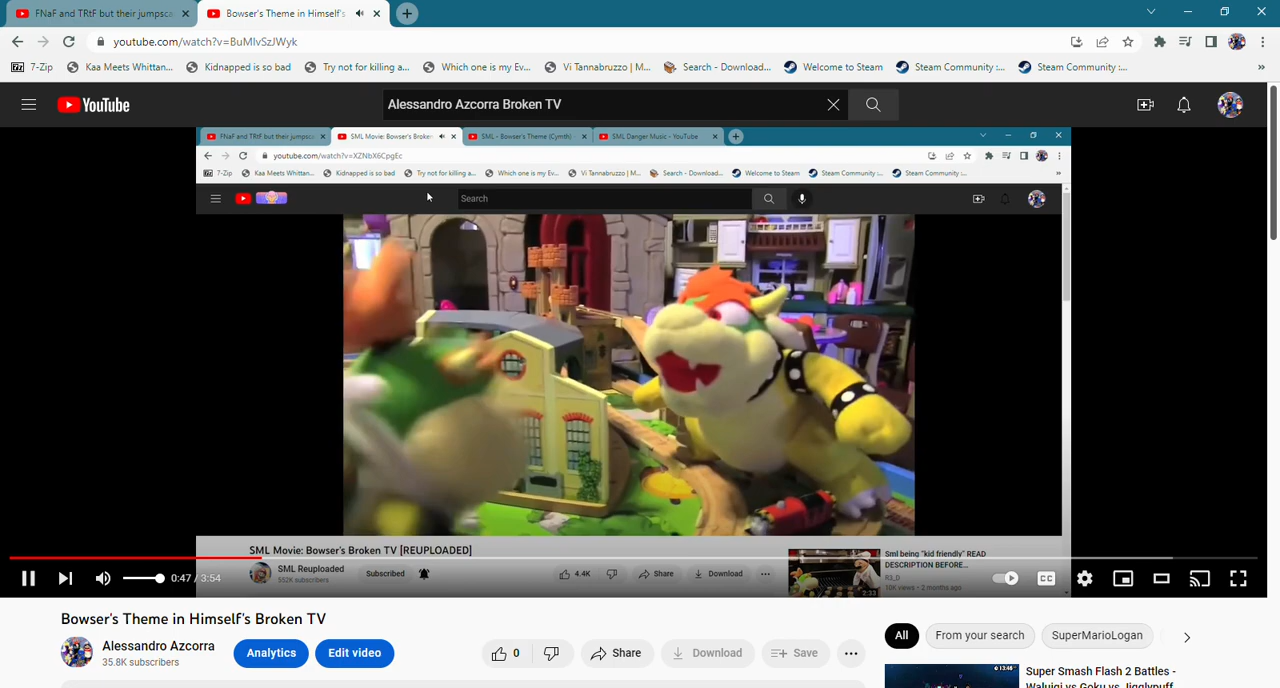 FNaF and TRtF but their jumpsca
Bowser's Theme in Himself's
youtube.com/watch?v=BuMlvSzJWyk
7-Zip
Kaa Meets Whittan...
Kidnapped is so bad
Try not for killing a...
Which one is my Ev...
Vi Tannabruzzo | M...
Search - Download...
Welcome to Steam
Steam Community :...
Steam Community :...
YouTube
Alessandro Azcorra Broken TV
FNaF and TRtF but their jumpsca
SML Movie: Bowser's Broken
SML - Bowser's Theme (Cymth)
SML Danger Music - YouTube
youtube.com/watch?v=XZNbX6CpgEc
7-Zip
Kaa Meets Whittan...
Kidnapped is so bad
Try not for killing a...
Which one is my Ev...
Vi Tannabruzzo | M...
Search - Download...
Welcome to Steam
Steam Community :...
Steam Community :...
Search
SML Movie: Bowser's Broken TV [REUPLOADED]
SML Reuploaded
552K subscribers
Subscribed
4.4K
Share
Download
Sml being "kid friendly" READ
DESCRIPTION BEFORE...
R3_D
10K views • 2 months ago
2:33
0:47 / 3:54
CC
Bowser's Theme in Himself's Broken TV
Alessandro Azcorra
35.8K subscribers
Analytics
Edit video
0
Share
Download
Save
All
From your search
SuperMarioLogan
Super Smash Flash 2 Battles -
Waluigi vs Goku vs Jigglypuff